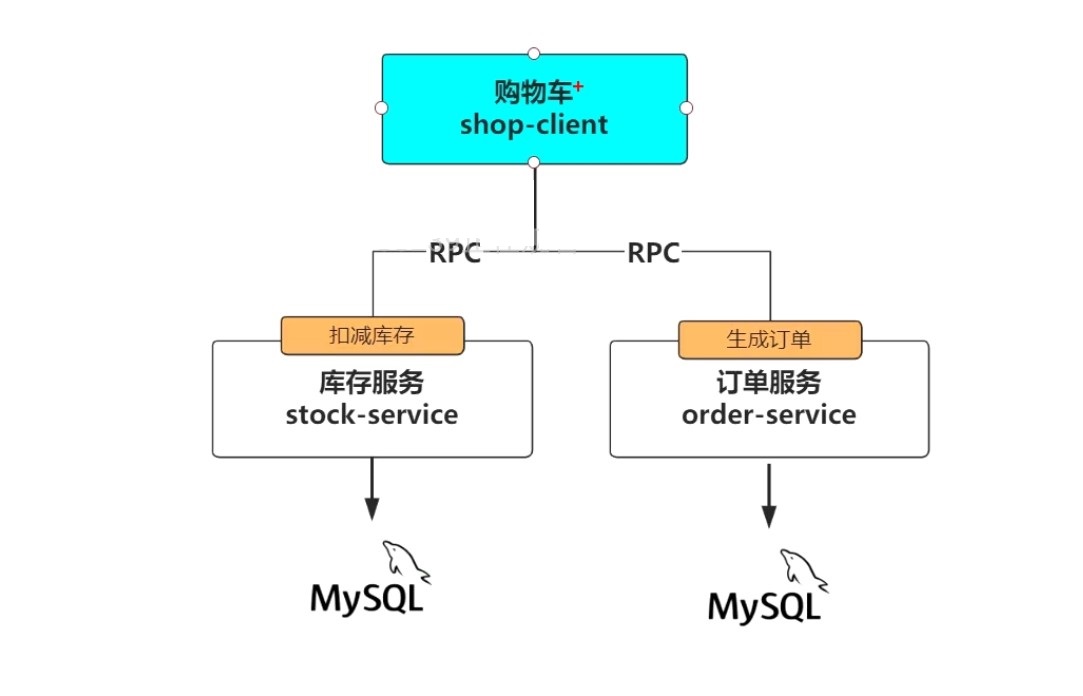 购物车
shop-client
RPC
RPC
扣减库存
生成订单
库存服务
stock-service
订单服务
order-service
MySQL
MySQL